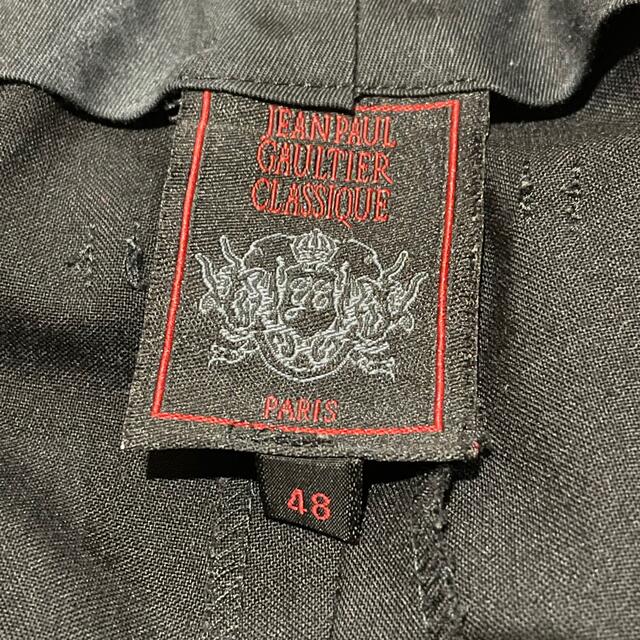 JEAN PAUL
GAULTIER
CLASSIQUE
PARIS
48